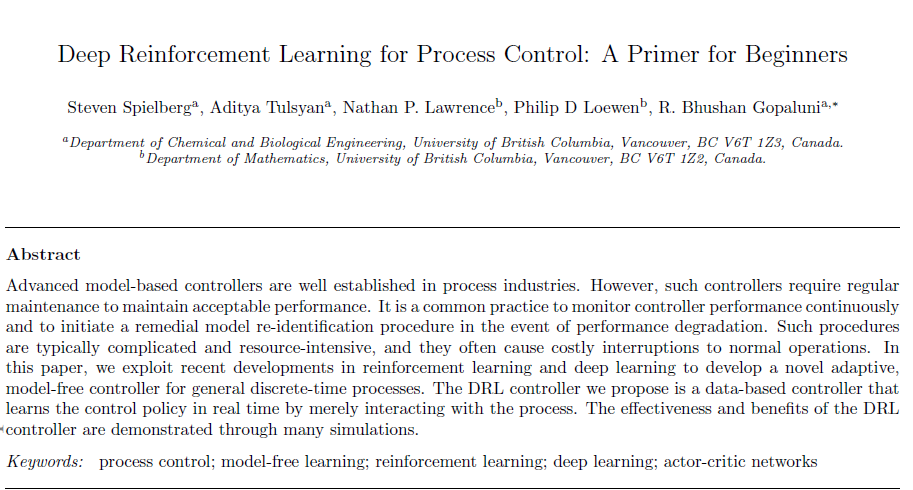 Deep Reinforcement Learning for Process Control: A Primer for Beginners
Steven Spielbergᵃ, Aditya Tulsyanᵃ, Nathan P. Lawrenceᵇ, Philip D Loewenᵇ, R. Bhushan Gopaluniᵃ,*
ᵃDepartment of Chemical and Biological Engineering, University of British Columbia, Vancouver, BC V6T 1Z3, Canada.
ᵇDepartment of Mathematics, University of British Columbia, Vancouver, BC V6T 1Z2, Canada.
Abstract
Advanced model-based controllers are well established in process industries. However, such controllers require regular
maintenance to maintain acceptable performance. It is a common practice to monitor controller performance continuously
and to initiate a remedial model re-identification procedure in the event of performance degradation. Such procedures
are typically complicated and resource-intensive, and they often cause costly interruptions to normal operations. In
this paper, we exploit recent developments in reinforcement learning and deep learning to develop a novel adaptive,
model-free controller for general discrete-time processes. The DRL controller we propose is a data-based controller that
learns the control policy in real time by merely interacting with the process. The effectiveness and benefits of the DRL
controller are demonstrated through many simulations.
Keywords: process control; model-free learning; reinforcement learning; deep learning; actor-critic networks